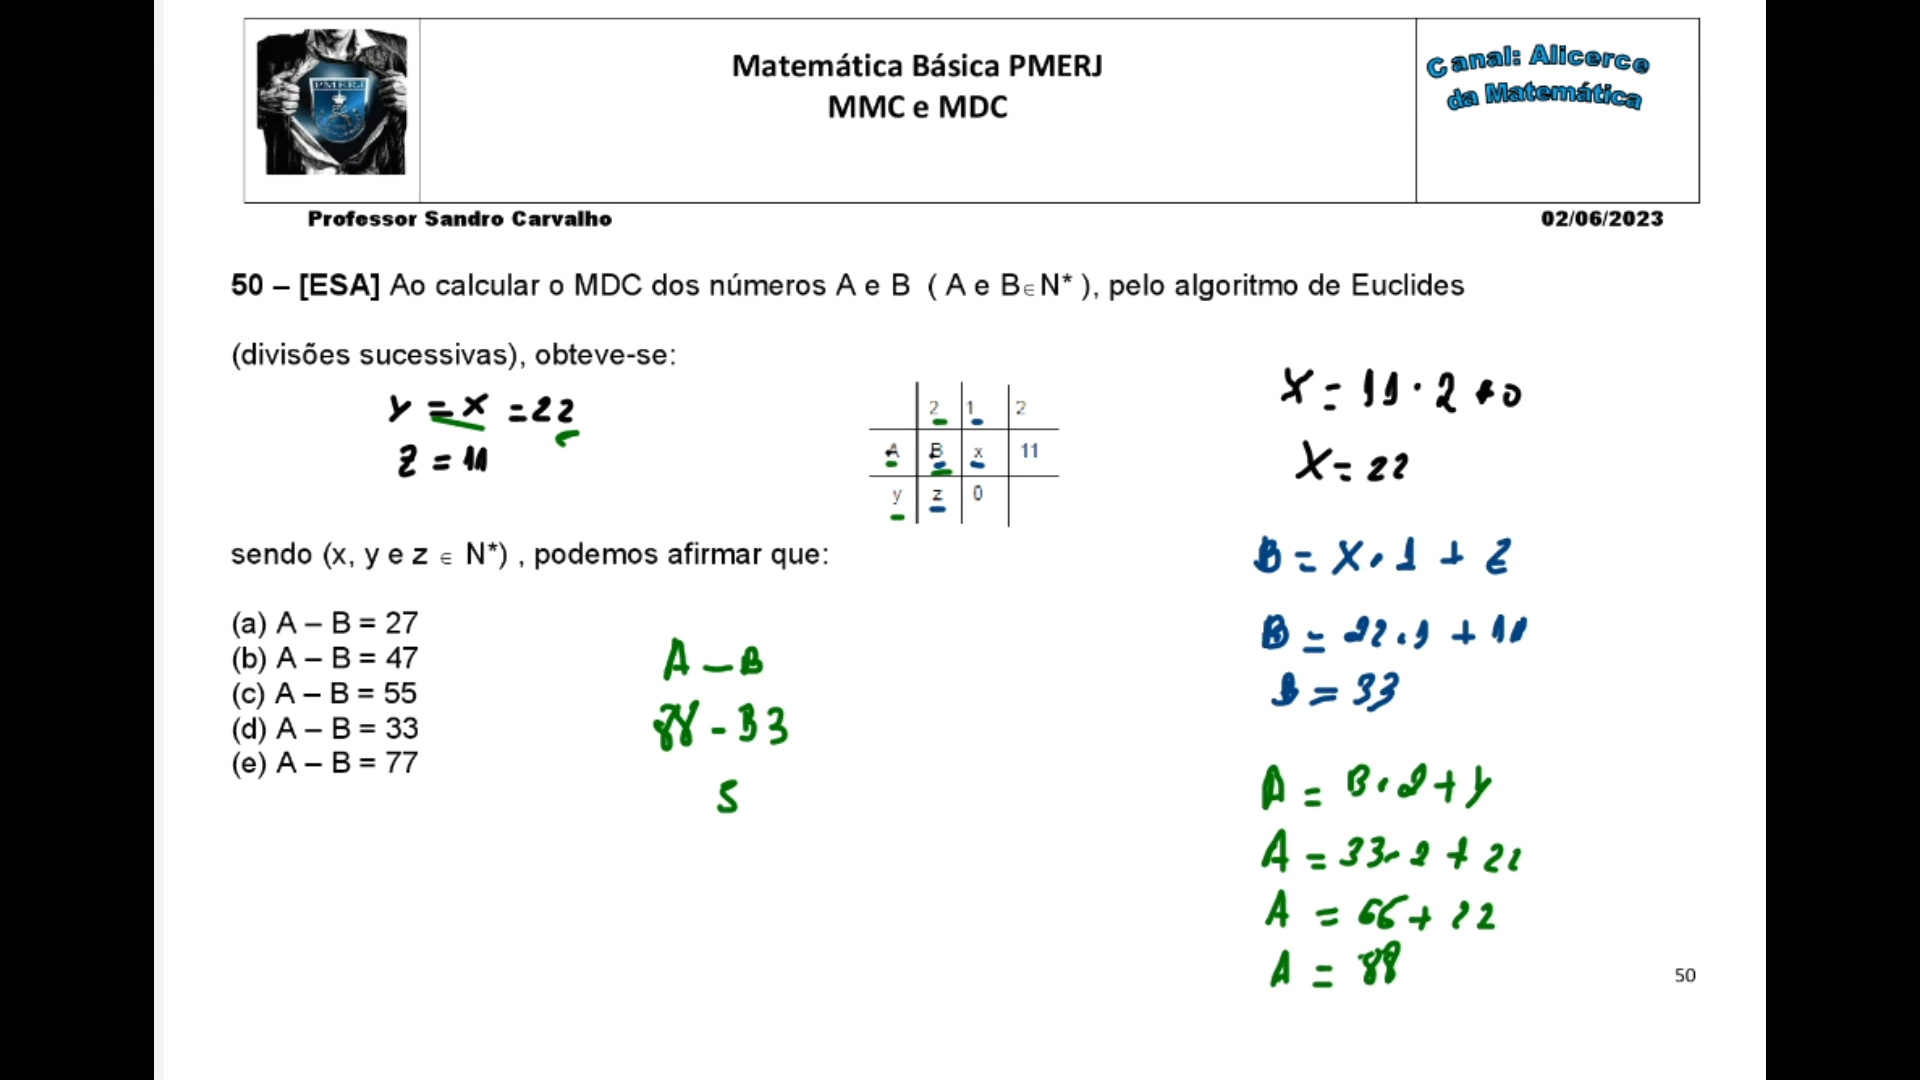 PMERJ
Matemática Básica PMERJ
MMC e MDC
Canal: Alicerce
da Matemática
Professor Sandro Carvalho
02/06/2023
50 – [ESA] Ao calcular o MDC dos números A e B ( A e B∈N* ), pelo algoritmo de Euclides
(divisões sucessivas), obteve-se:
y = x = 22
z = 11
2 1 2
A B x 11
y z 0
x = 11 · 2 + 0
x = 22
sendo (x, y e z ∈ N*) , podemos afirmar que:
B = x . 1 + z
B = 22 . 1 + 11
B = 33
(a) A – B = 27
(b) A – B = 47
(c) A – B = 55
(d) A – B = 33
(e) A – B = 77
A – B
88 - 33
5
A = B . 2 + y
A = 33 . 2 + 22
A = 66 + 22
A = 88
50